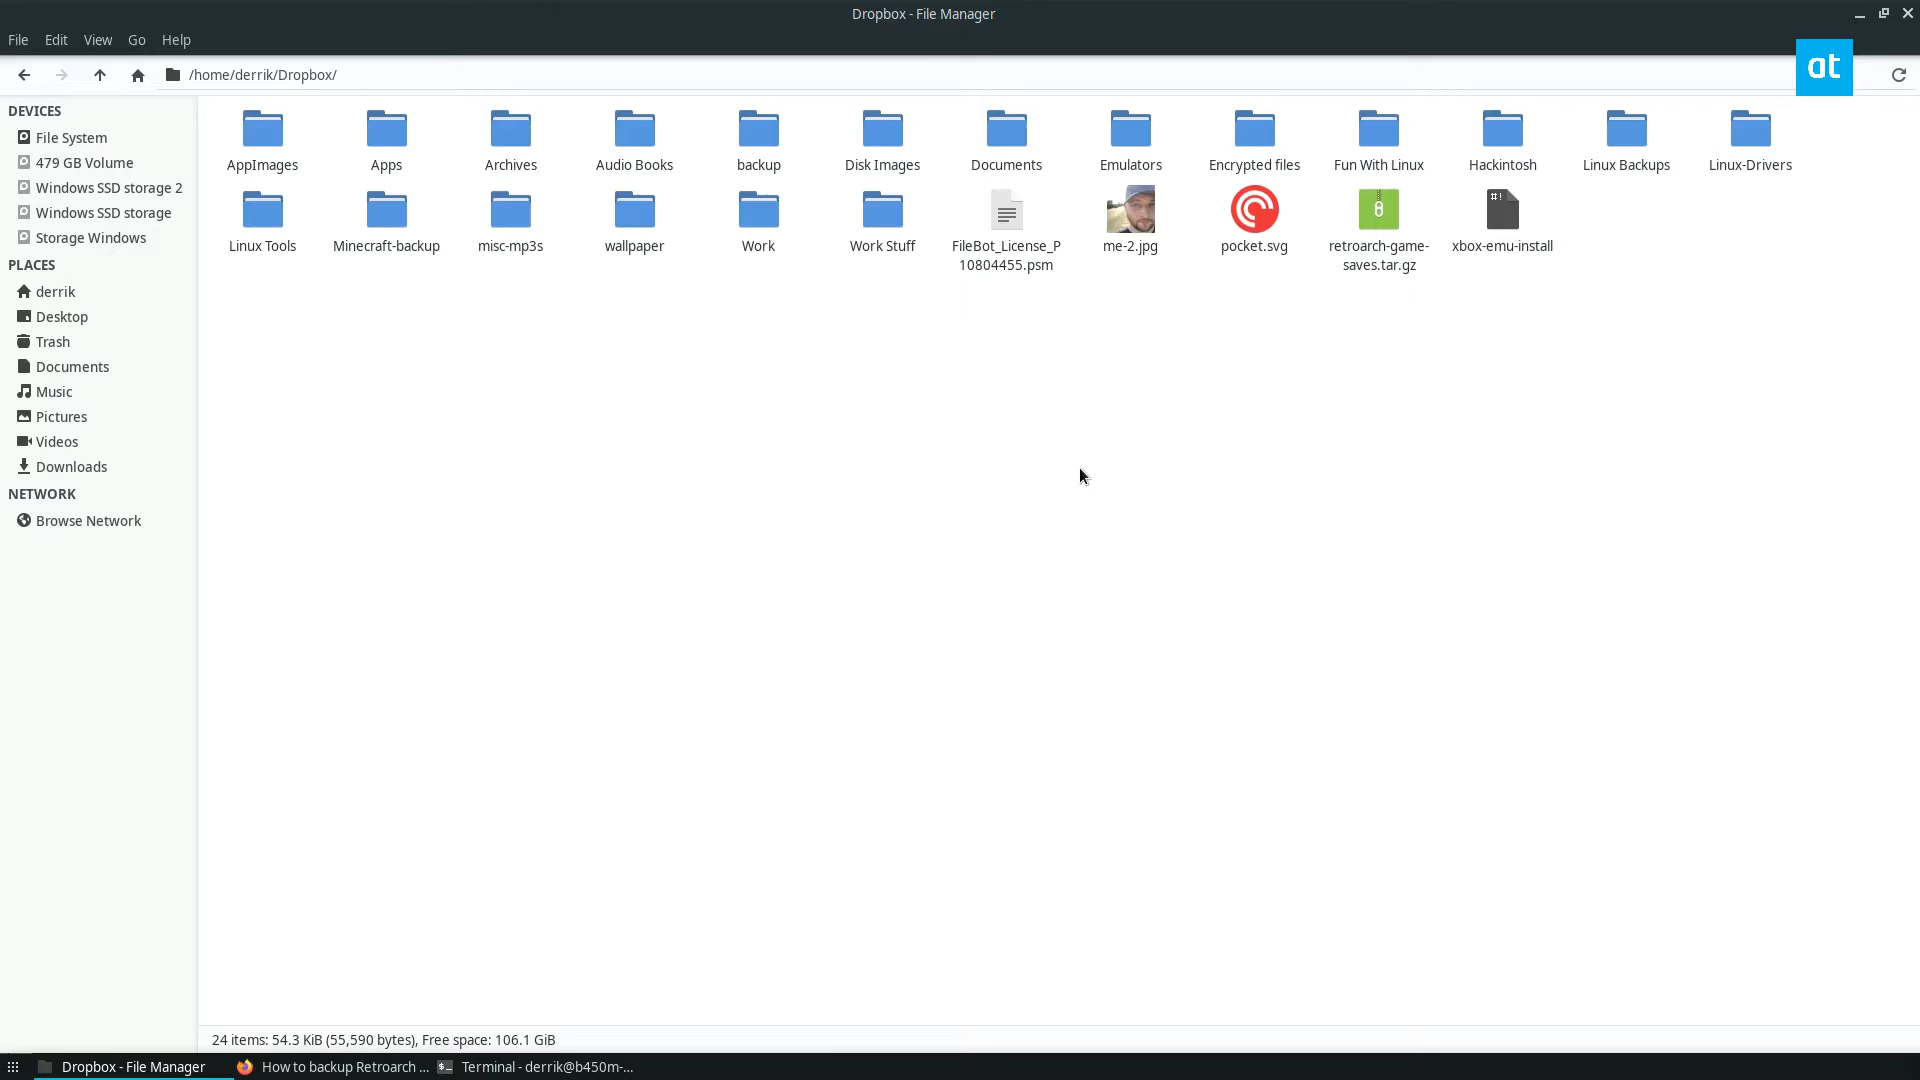 Dropbox - File Manager
File Edit View Go Help
/home/derrik/Dropbox/
at
DEVICES
File System
479 GB Volume
Windows SSD storage 2
Windows SSD storage
Storage Windows
PLACES
derrik
Desktop
Trash
Documents
Music
Pictures
Videos
Downloads
NETWORK
Browse Network
AppImages Apps Archives Audio Books backup Disk Images Documents Emulators Encrypted files Fun With Linux Hackintosh Linux Backups Linux-Drivers
#!
Linux Tools Minecraft-backup misc-mp3s wallpaper Work Work Stuff FileBot_License_P me-2.jpg pocket.svg retroarch-game- xbox-emu-install
10804455.psm saves.tar.gz
24 items: 54.3 KiB (55,590 bytes), Free space: 106.1 GiB
Dropbox - File Manager How to backup Retroarch ... Terminal - derrik@b450m-...